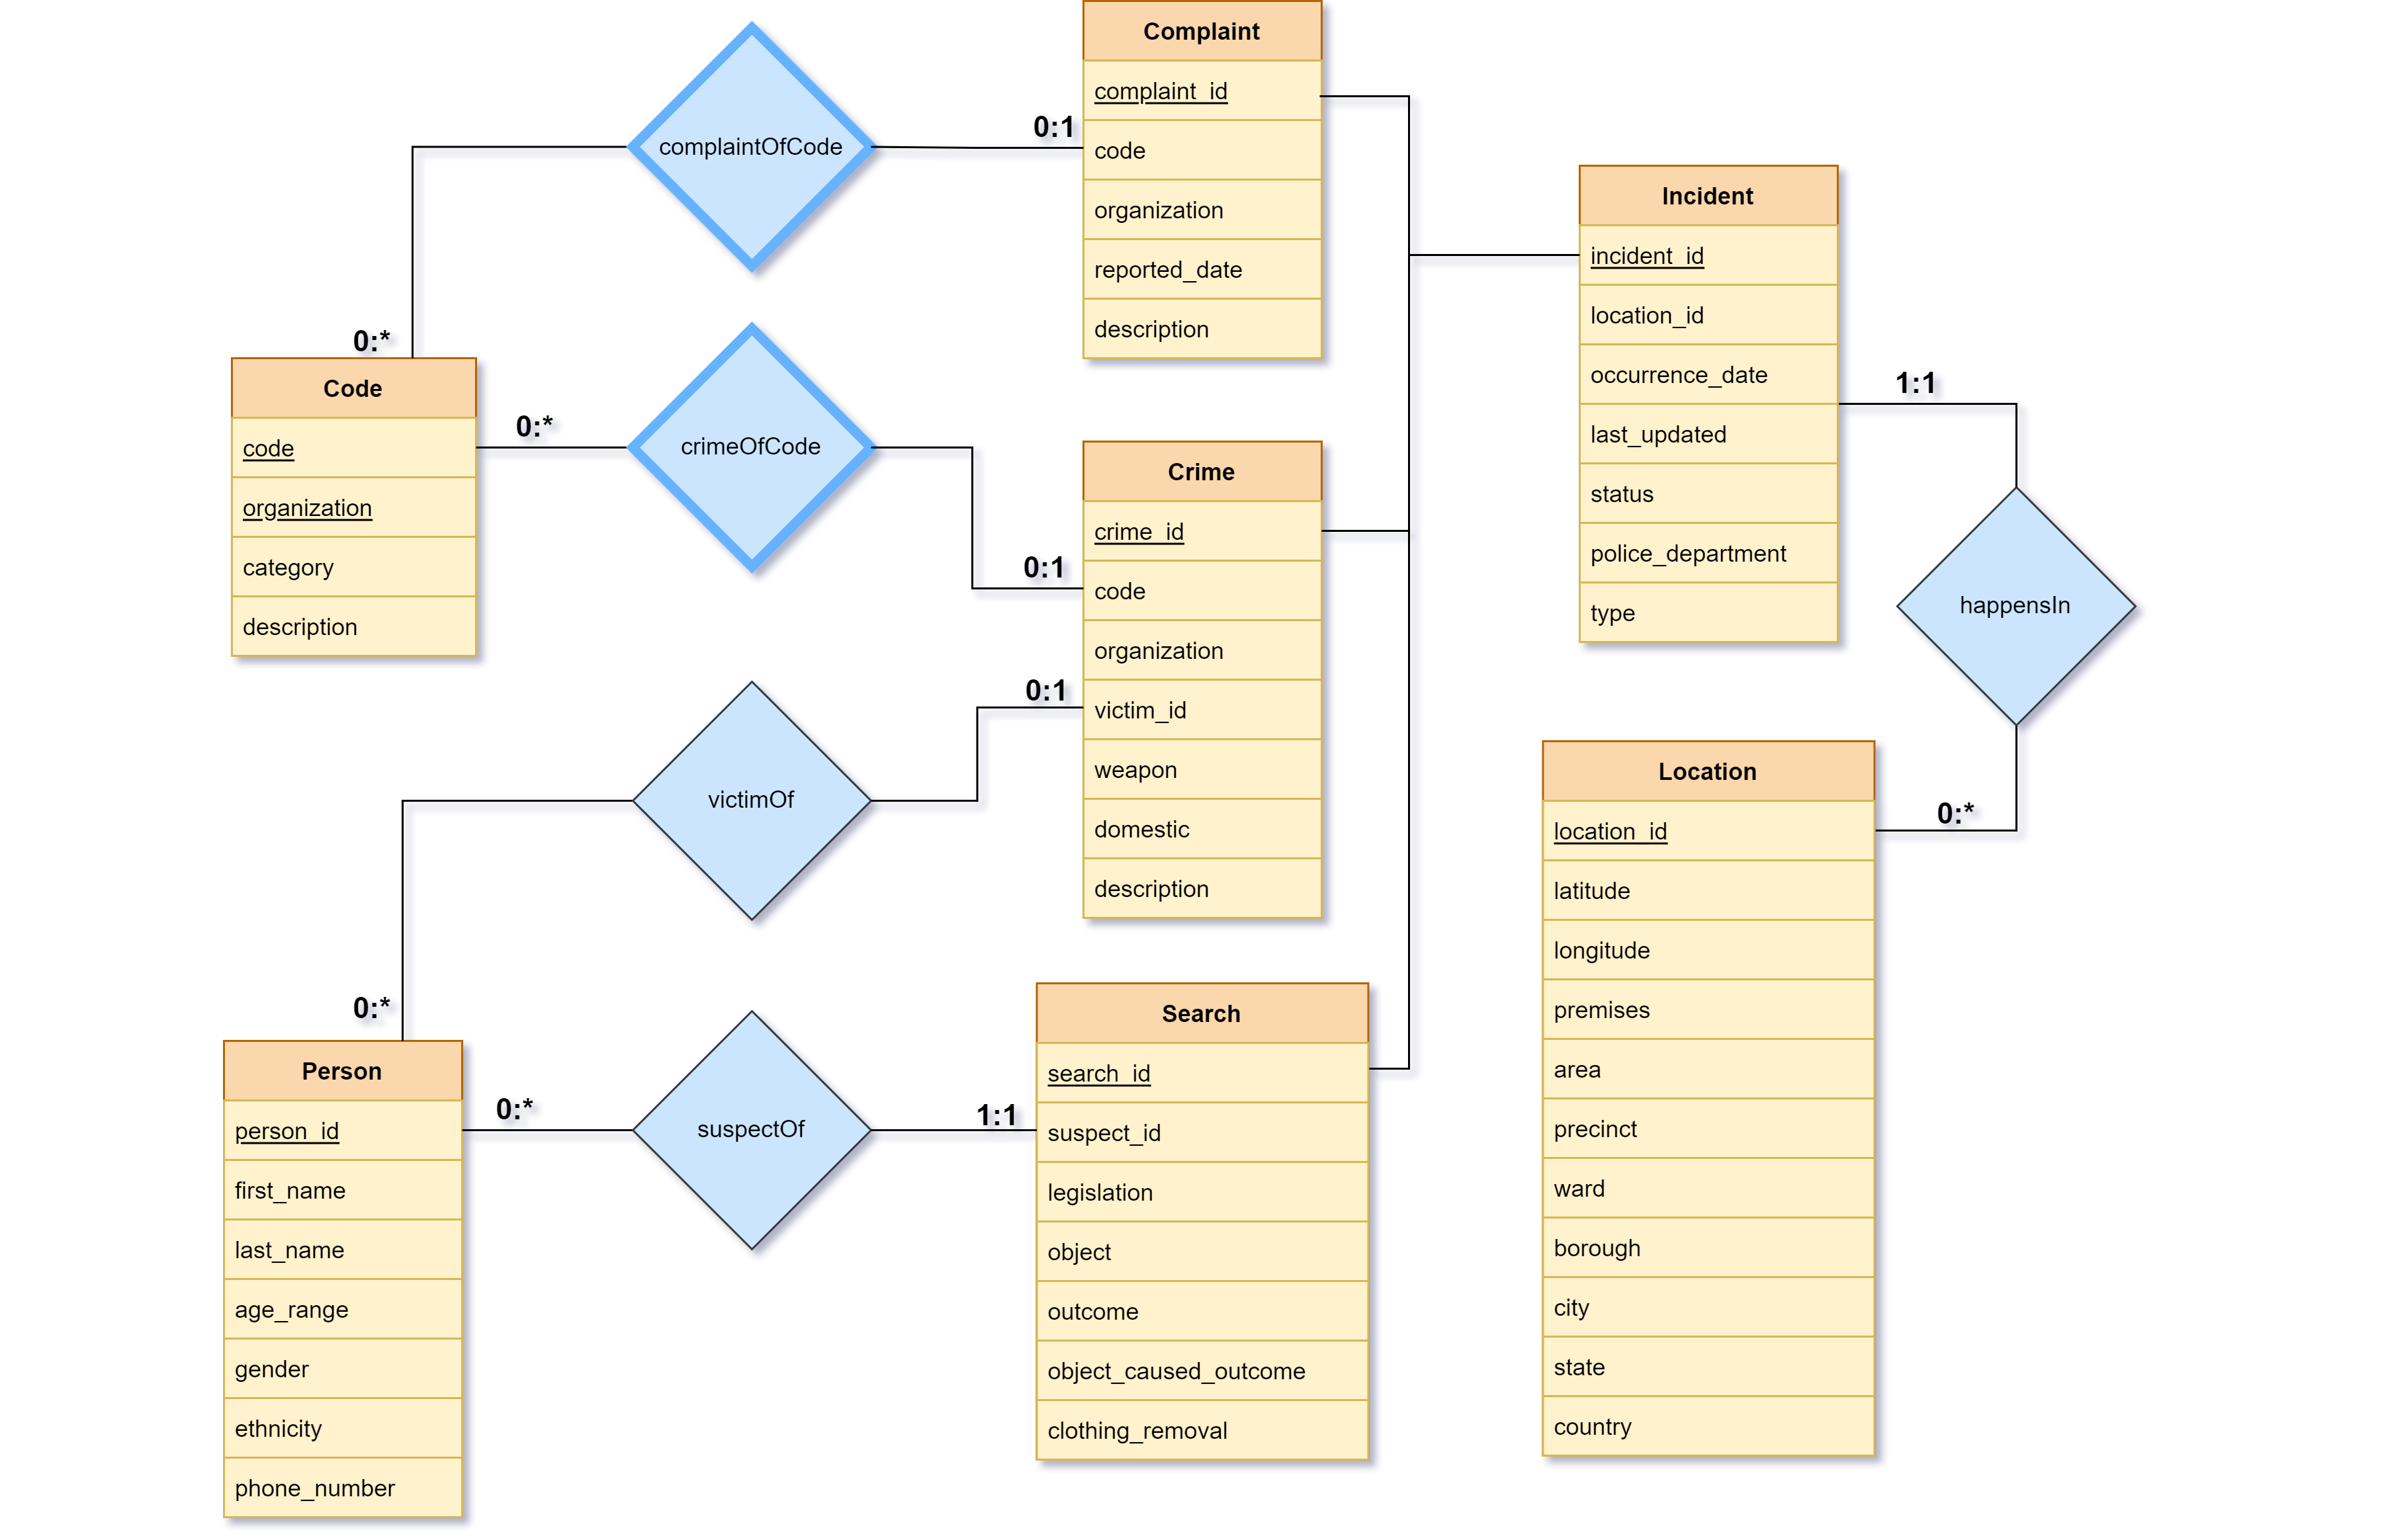 Complaint
complaint_id
code
organization
reported_date
description
complaintOfCode
0:1
0:*
Code
code
organization
category
description
0:*
crimeOfCode
0:1
Crime
crime_id
code
organization
victim_id
weapon
domestic
description
0:1
victimOf
0:*
Person
person_id
first_name
last_name
age_range
gender
ethnicity
phone_number
0:*
suspectOf
1:1
Search
search_id
suspect_id
legislation
object
outcome
object_caused_outcome
clothing_removal
Incident
incident_id
location_id
occurrence_date
last_updated
status
police_department
type
1:1
happensIn
0:*
Location
location_id
latitude
longitude
premises
area
precinct
ward
borough
city
state
country